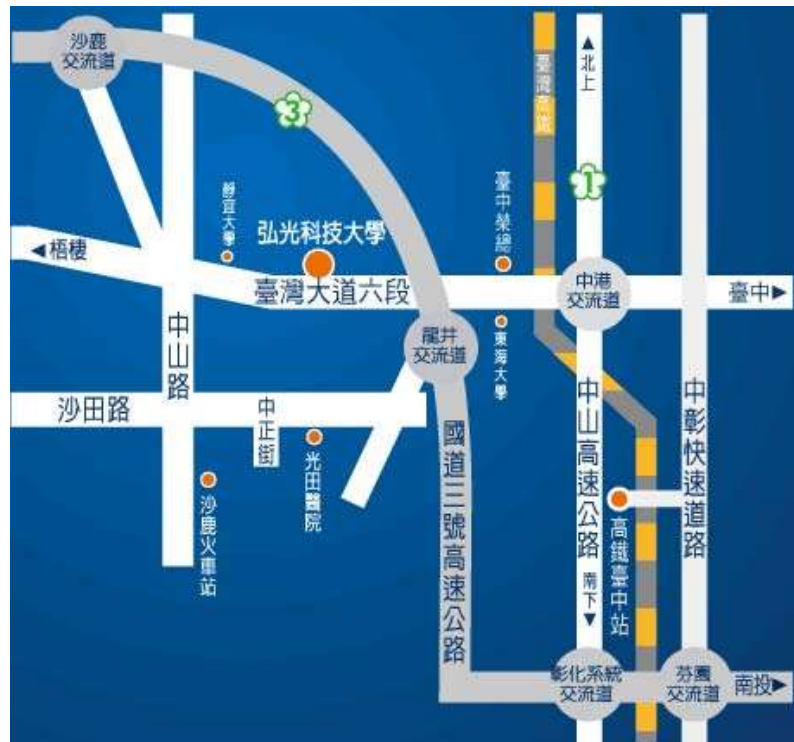 沙鹿
交流道
3
臺灣高鐵
▲北上
1
靜宜大學
弘光科技大學
臺中榮總
◀梧棲
臺灣大道六段
中港
交流道
臺中▶
中山路
龍井
交流道
東海大學
沙田路
中正街
光田醫院
沙鹿火車站
國道三號高速公路
中山高速公路
南下▼
中彰快速道路
高鐵臺中站
彰化系統
交流道
芬園
交流道
南投▶